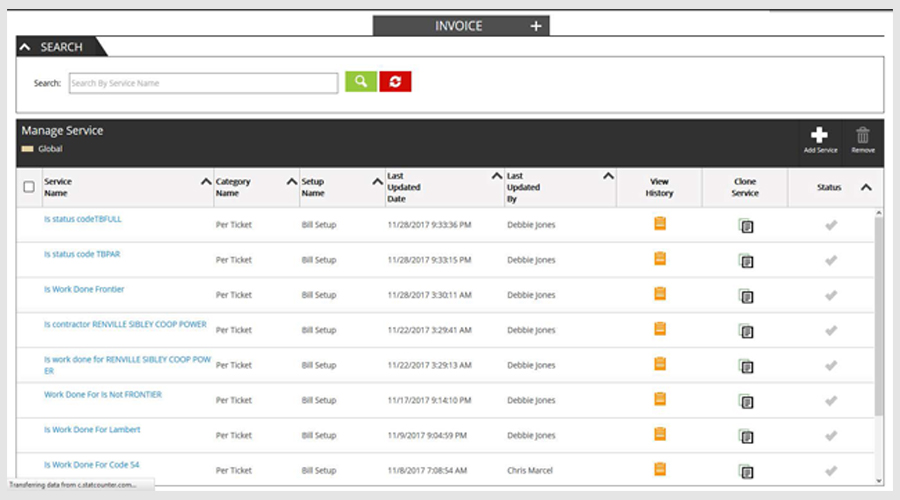 INVOICE +
SEARCH
Search: Search By Service Name
Manage Service
Global
Add Service Remove
Service Name Category Name Setup Name Last Updated Date Last Updated By View History Clone Service Status
Is status codeTBFULL Per Ticket Bill Setup 11/28/2017 9:33:36 PM Debbie Jones
Is status code TBPAR Per Ticket Bill Setup 11/28/2017 9:33:15 PM Debbie Jones
Is Work Done Frontier Per Ticket Bill Setup 11/28/2017 3:30:11 AM Debbie Jones
Is contractor RENVILLE SIBLEY COOP POWER Per Ticket Bill Setup 11/22/2017 3:29:41 AM Debbie Jones
Is work done for RENVILLE SIBLEY COOP POW
ER Per Ticket Bill Setup 11/22/2017 3:29:13 AM Debbie Jones
Work Done For Is Not FRONTIER Per Ticket Bill Setup 11/17/2017 9:14:10 PM Debbie Jones
Is Work Done For Lambert Per Ticket Bill Setup 11/9/2017 9:04:59 PM Debbie Jones
Is Work Done For Code 54 Per Ticket Bill Setup 11/8/2017 7:08:54 AM Chris Marcel
Transferring data from c.statcounter.com...